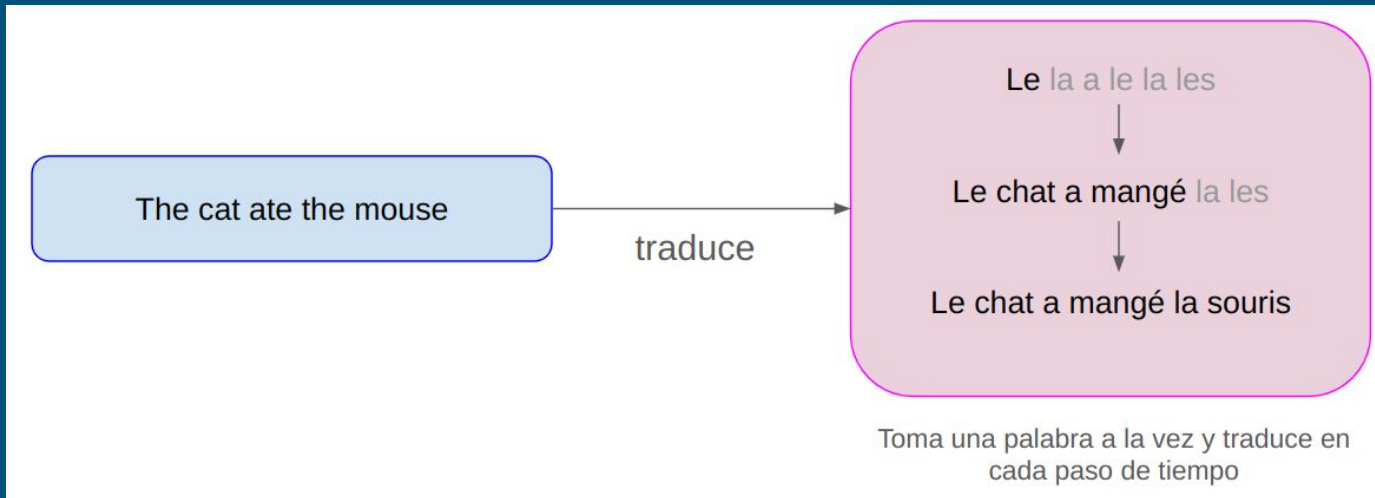 Le la a le la les
The cat ate the mouse
traduce
Le chat a mangé la les
Le chat a mangé la souris
Toma una palabra a la vez y traduce en
cada paso de tiempo